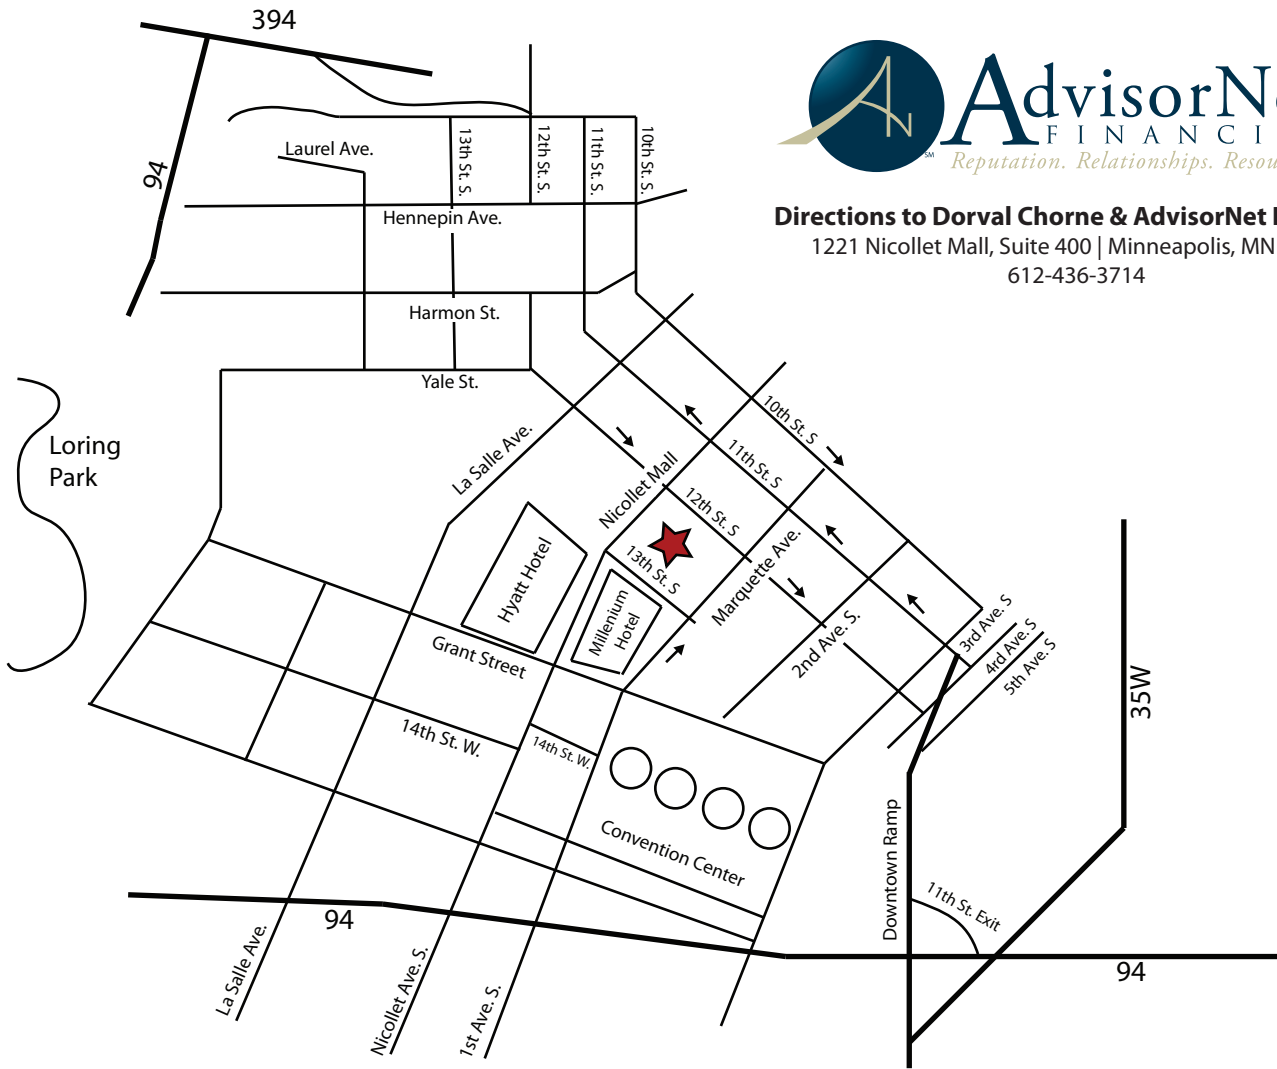 394
94
Laurel Ave.
13th St. S.
12th St. S.
11th St. S.
10th St. S.
Hennepin Ave.
Harmon St.
Yale St.
AN
SM
AdvisorN
FINANCI
Reputation. Relationships. Resou
Directions to Dorval Chorne & AdvisorNet
1221 Nicollet Mall, Suite 400 | Minneapolis, MN
612-436-3714
Loring
Park
La Salle Ave.
Nicollet Mall
10th St. S
11th St. S
12th St. S
13th St. S
Hyatt Hotel
Millenium
Hotel
Marquette Ave.
2nd Ave. S.
3rd Ave. S
4rd Ave. S
5th Ave. S
Grant Street
14th St. W.
14th St. W.
35W
Convention Center
Downtown Ramp
11th St. Exit
94
94
La Salle Ave.
Nicollet Ave. S.
1st Ave. S.